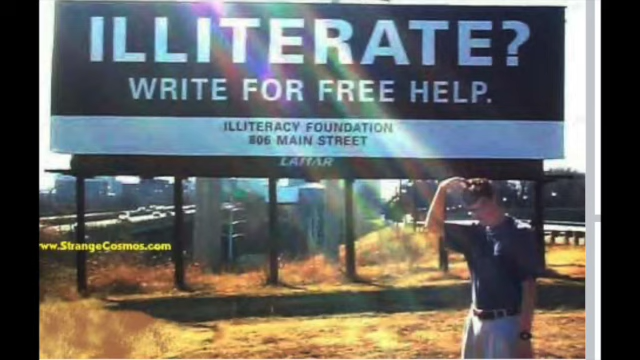 ILLITERATE?
WRITE FOR FREE HELP.
ILLITERACY FOUNDATION
806 MAIN STREET
LAMAR
www.StrangeCosmos.com